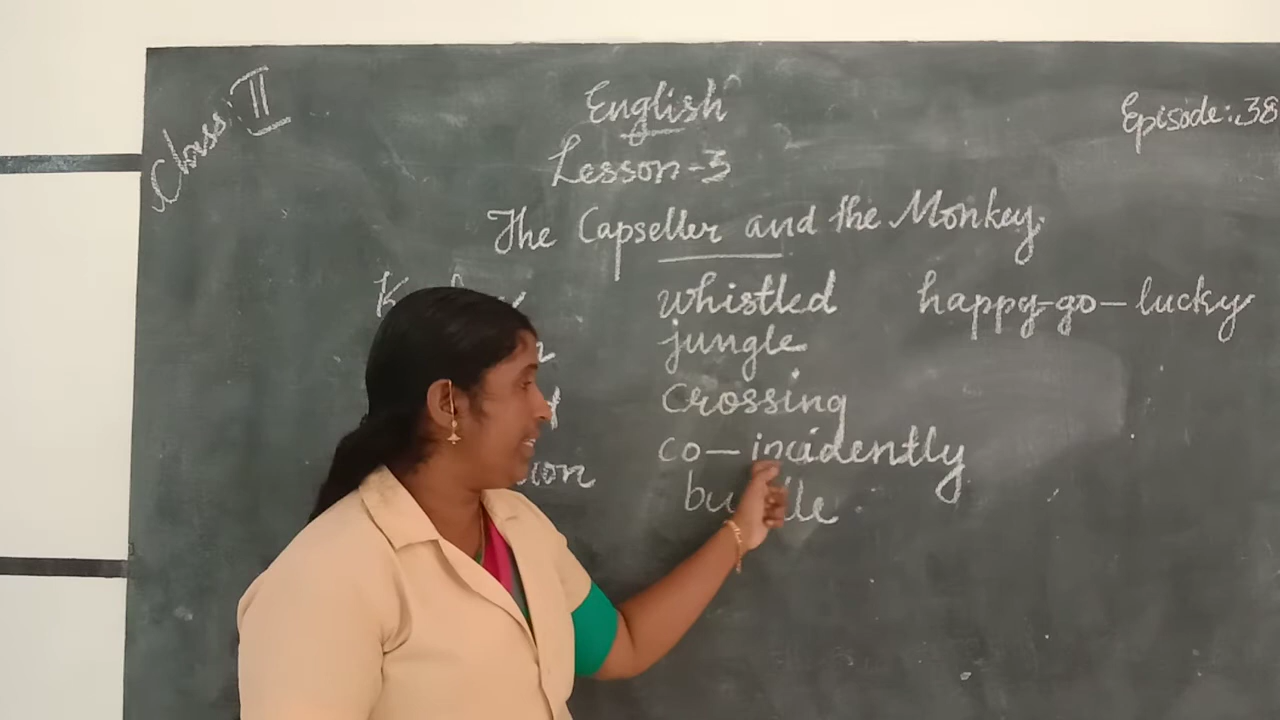 Class: II
English
Episode: 38
Lesson-3
The Capseller and the Monkey.
whistled happy-go-lucky
jungle
crossing
co-incidently